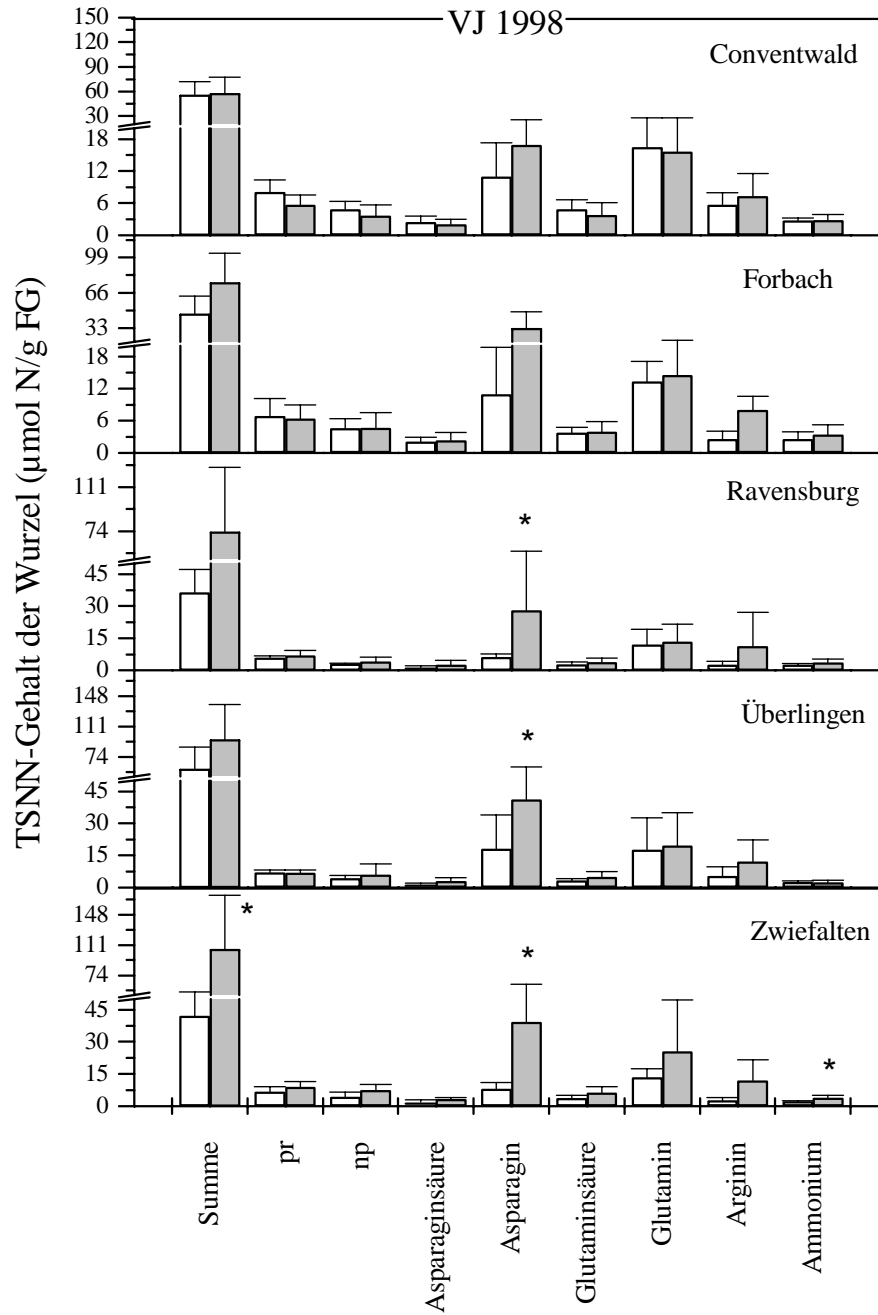 VJ 1998
TSNN-Gehalt der Wurzel (µmol N/g FG)
Conventwald
150
120
90
60
30
18
12
6
0
Forbach
99
66
33
18
12
6
0
Ravensburg
111
74
45
30
15
0
*
Überlingen
148
111
74
45
30
15
0
*
Zwiefalten
148
111
74
45
30
15
0
*
*
*
Summe
pr
np
Asparaginsäure
Asparagin
Glutaminsäure
Glutamin
Arginin
Ammonium